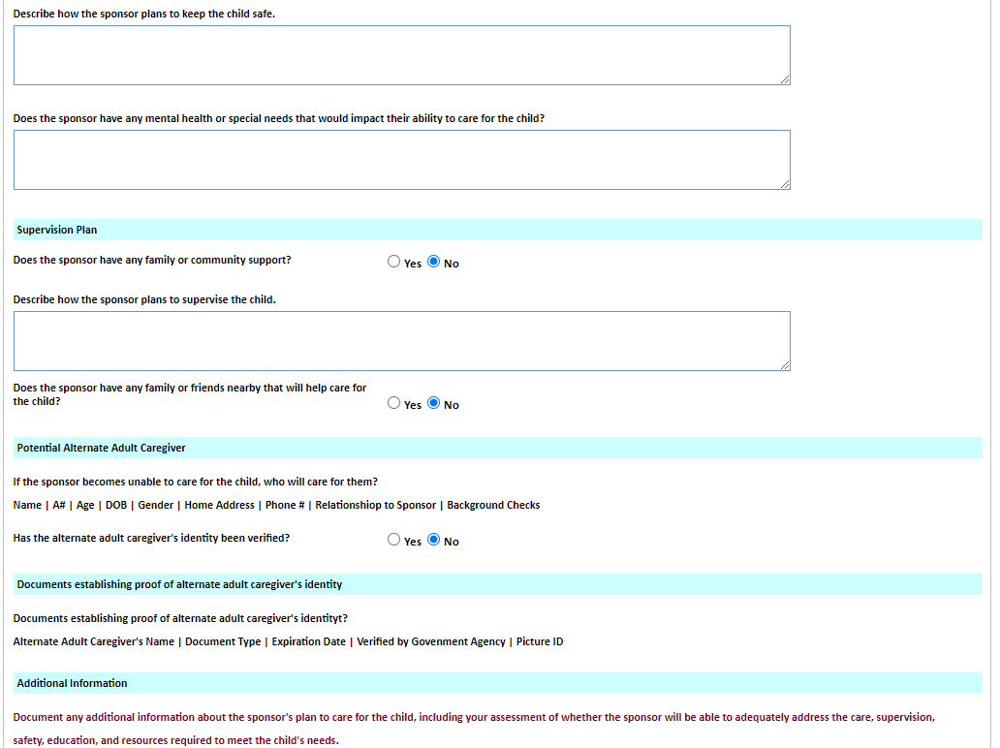 Describe how the sponsor plans to keep the child safe.
Does the sponsor have any mental health or special needs that would impact their ability to care for the child?
Supervision Plan
Does the sponsor have any family or community support? Yes No
Describe how the sponsor plans to supervise the child.
Does the sponsor have any family or friends nearby that will help care for
the child? Yes No
Potential Alternate Adult Caregiver
If the sponsor becomes unable to care for the child, who will care for them?
Name | A# | Age | DOB | Gender | Home Address | Phone # | Relationshiop to Sponsor | Background Checks
Has the alternate adult caregiver's identity been verified? Yes No
Documents establishing proof of alternate adult caregiver's identity
Documents establishing proof of alternate adult caregiver's identityt?
Alternate Adult Caregiver's Name | Document Type | Expiration Date | Verified by Govenment Agency | Picture ID
Additional Information
Document any additional information about the sponsor's plan to care for the child, including your assessment of whether the sponsor will be able to adequately address the care, supervision,
safety, education, and resources required to meet the child's needs.